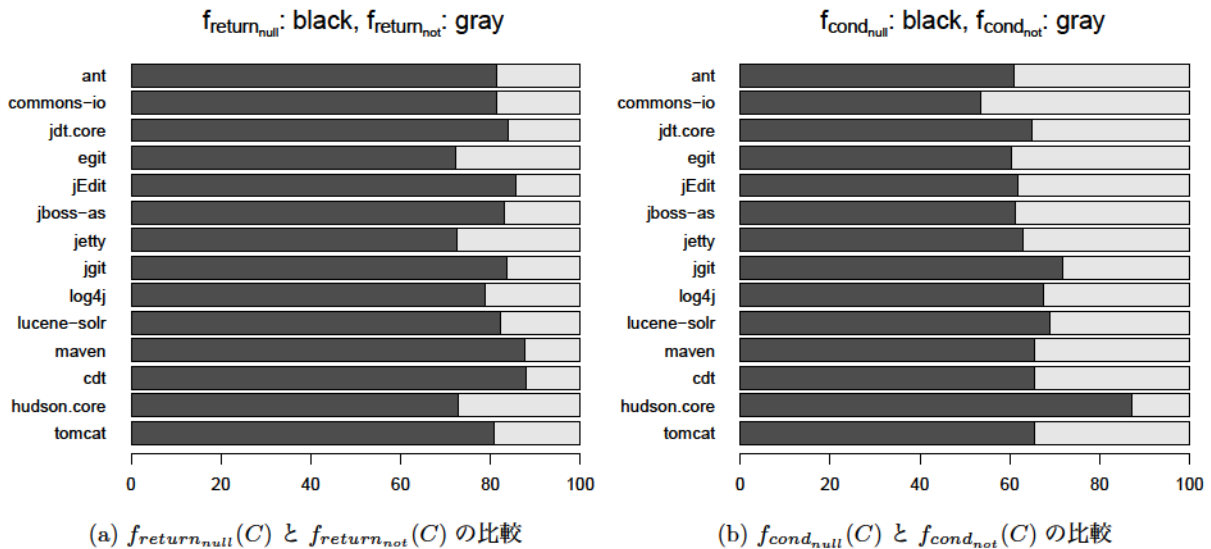 f_return_null: black, f_return_not: gray
ant
commons−io
jdt.core
egit
jEdit
jboss−as
jetty
jgit
log4j
lucene−solr
maven
cdt
hudson.core
tomcat
0 20 40 60 80 100
(a) f_return_null(C) と f_return_not(C) の比較
f_cond_null: black, f_cond_not: gray
ant
commons−io
jdt.core
egit
jEdit
jboss−as
jetty
jgit
log4j
lucene−solr
maven
cdt
hudson.core
tomcat
0 20 40 60 80 100
(b) f_cond_null(C) と f_cond_not(C) の比較